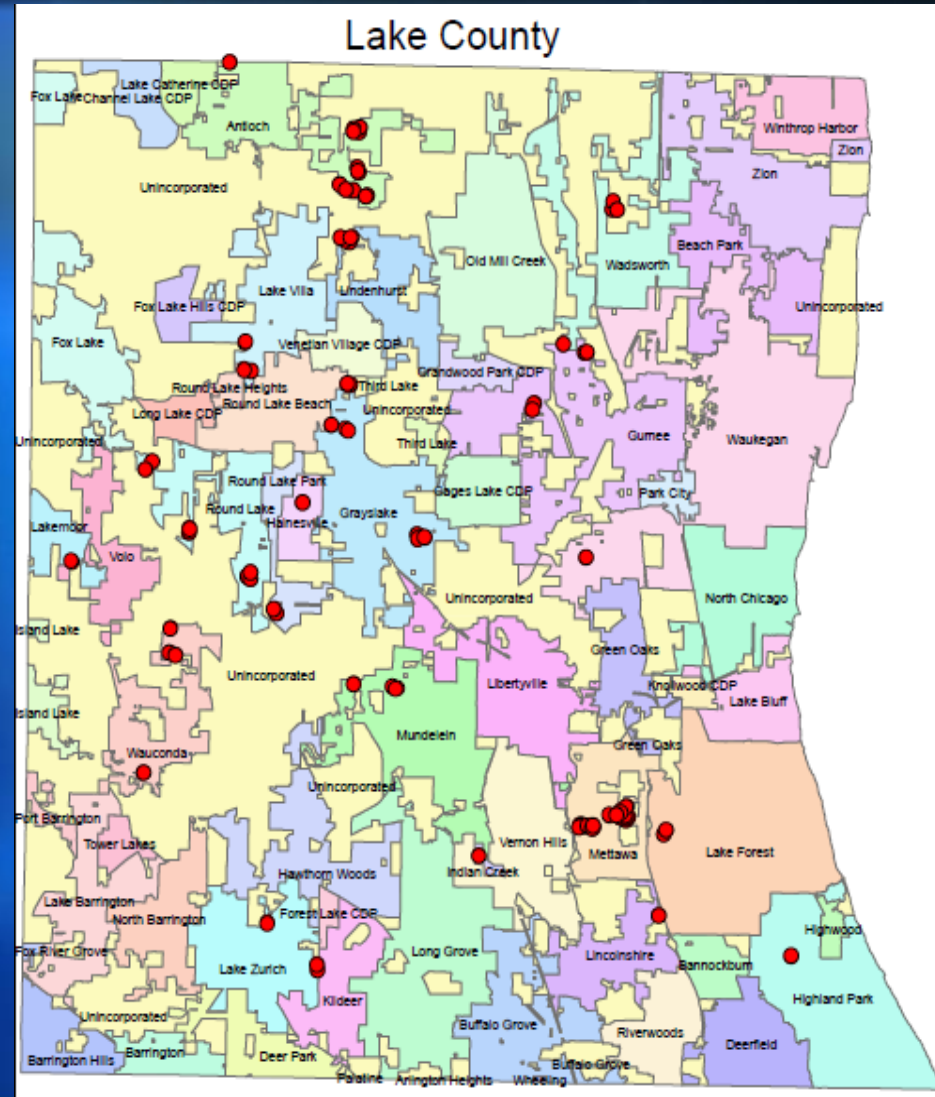 Lake County
Lake Catherine CDP
Fox Lake
Channel Lake CDP
Antioch
Winthrop Harbor
Zion
Zion
Unincorporated
Beach Park
Old Mill Creek
Wadsworth
Lake Villa
Lindenhurst
Fox Lake Hills CDP
Unincorporated
Fox Lake
Venetian Village CDP
Grandwood Park CDP
Round Lake Heights
Third Lake
Round Lake Beach
Unincorporated
Long Lake CDP
Unincorporated
Third Lake
Gurnee
Waukegan
Round Lake Park
Gages Lake CDP
Park City
Round Lake
Grayslake
Hainesville
Lakemoor
Volo
Unincorporated
North Chicago
Island Lake
Green Oaks
Unincorporated
Libertyville
Knollwood CDP
Lake Bluff
Island Lake
Mundelein
Green Oaks
Wauconda
Unincorporated
Port Barrington
Tower Lakes
Vernon Hills
Mettawa
Lake Forest
Hawthorn Woods
Indian Creek
Lake Barrington
North Barrington
Forest Lake CDP
Highwood
Fox River Grove
Lake Zurich
Long Grove
Lincolnshire
Bannockburn
Kildeer
Highland Park
Unincorporated
Buffalo Grove
Riverwoods
Deerfield
Barrington Hills
Barrington
Deer Park
Buffalo Grove
Palatine
Arlington Heights
Wheeling